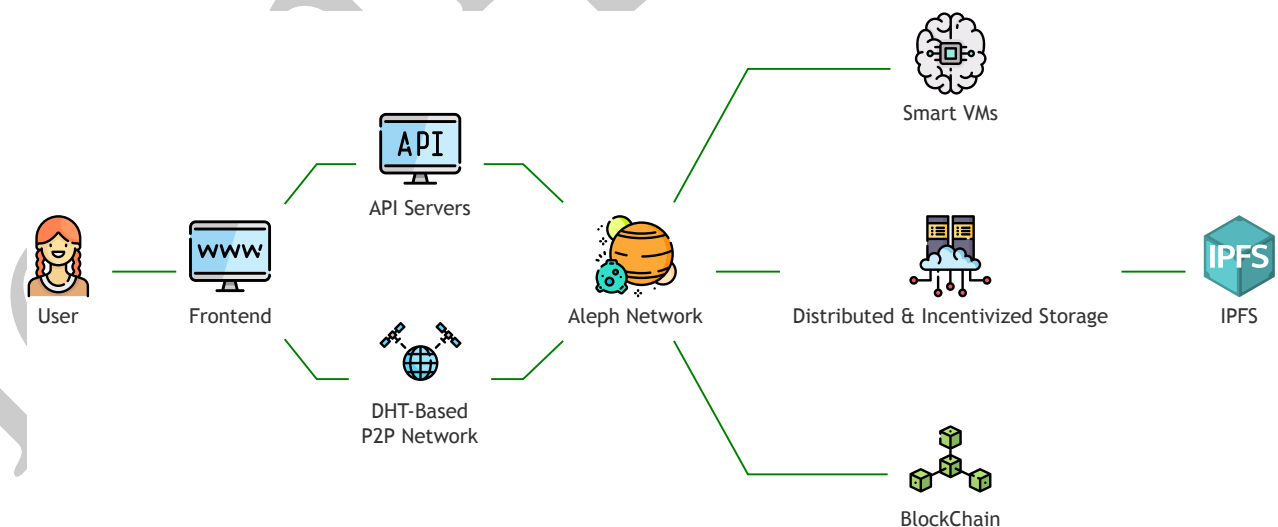 Smart VMs
API
API Servers
WWW
IPFS
User
Frontend
Aleph Network
Distributed & Incentivized Storage
IPFS
DHT-Based
P2P Network
BlockChain